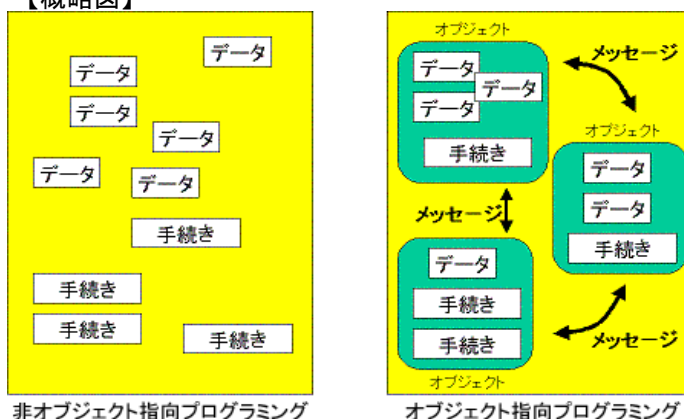 【概略図】
データ
データ
データ
データ
データ
データ
手続き
手続き
手続き
手続き
非オブジェクト指向プログラミング
オブジェクト
データ
データ
データ
手続き
メッセージ
オブジェクト
データ
データ
手続き
メッセージ
データ
手続き
手続き
オブジェクト
メッセージ
オブジェクト指向プログラミング